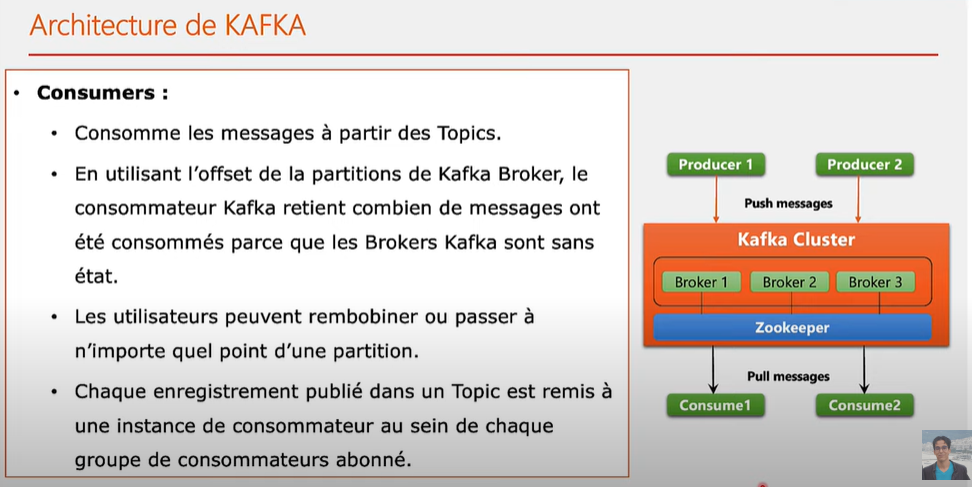 Architecture de KAFKA
• Consumers :
• Consomme les messages à partir des Topics.
• En utilisant l’offset de la partitions de Kafka Broker, le
consommateur Kafka retient combien de messages ont
été consommés parce que les Brokers Kafka sont sans
état.
• Les utilisateurs peuvent rembobiner ou passer à
n’importe quel point d’une partition.
• Chaque enregistrement publié dans un Topic est remis à
une instance de consommateur au sein de chaque
groupe de consommateurs abonné.
Producer 1 Producer 2
Push messages
Kafka Cluster
Broker 1 Broker 2 Broker 3
Zookeeper
Pull messages
Consume1 Consume2